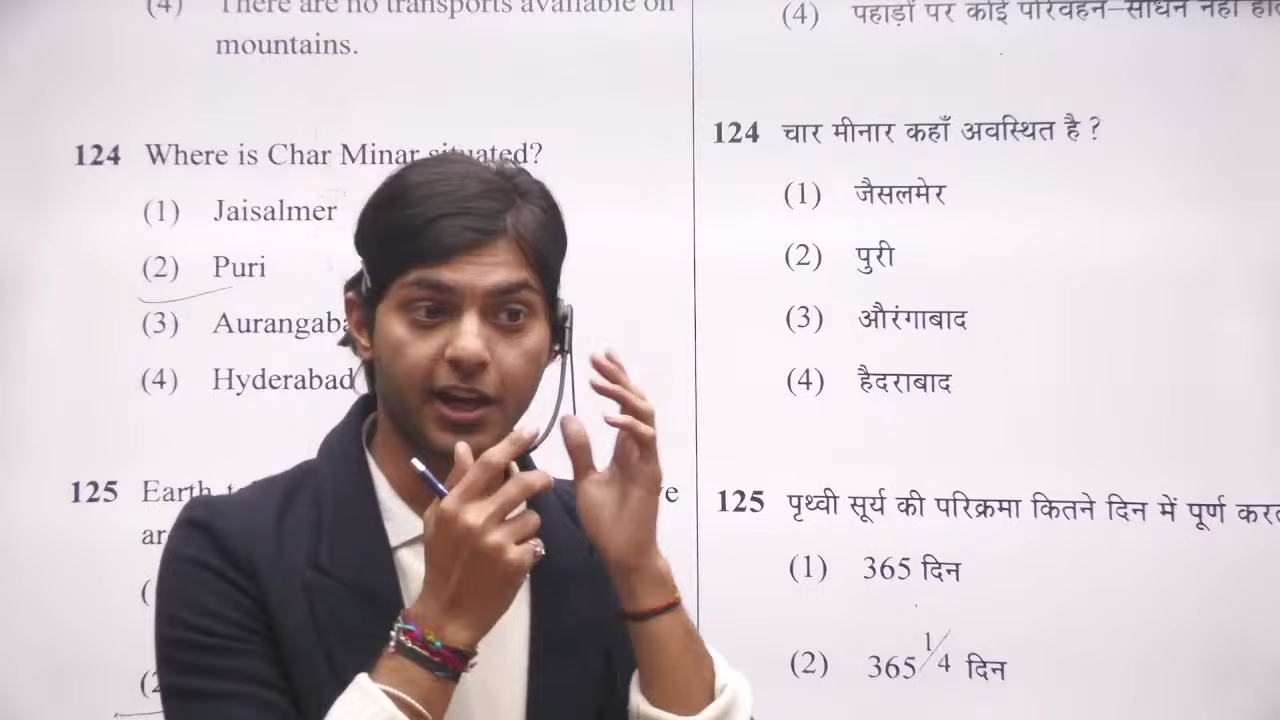 (4) There are no transports available on
mountains.
124 Where is Char Minar situated?
(1) Jaisalmer
(2) Puri
(3) Aurangaba
(4) Hyderabad
125 Earth
ar
(4) पहाड़ों पर कोई परिवहन–साधन नहीं
124 चार मीनार कहाँ अवस्थित है ?
(1) जैसलमेर
(2) पुरी
(3) औरंगाबाद
(4) हैदराबाद
125 पृथ्वी सूर्य की परिक्रमा कितने दिन में पूर्ण
(1) 365 दिन
(2) 365 1/4 दिन